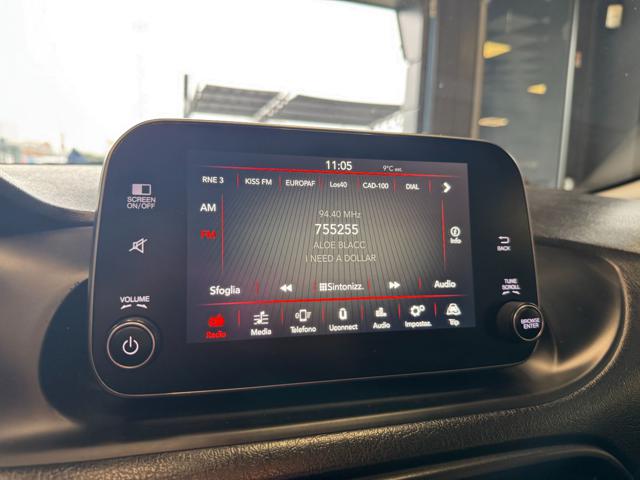 11:05
9°C est.
RNE 3
KISS FM
EUROPAF
Los40
CAD-100
DIAL
SCREEN
ON/OFF
AM
FM
94.40 MHz
755255
ALOE BLACC
I NEED A DOLLAR
Info
BACK
Sfoglia
Sintonizz.
Audio
VOLUME
TUNE
SCROLL
Radio
Media
Telefono
Uconnect
Audio
Impostaz.
Trip
BROWSE
ENTER